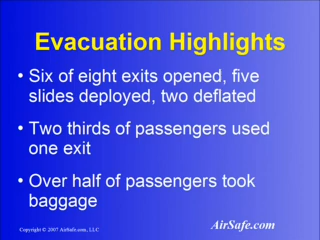 Evacuation Highlights
• Six of eight exits opened, five
slides deployed, two deflated
• Two thirds of passengers used
one exit
• Over half of passengers took
baggage
Copyright © 2007 AirSafe.com, LLC
AirSafe.com